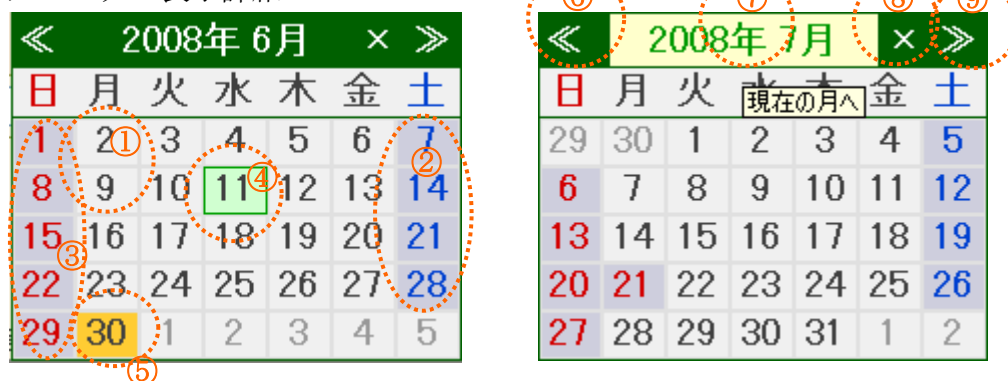 ⑥ ⑦ ⑧ ⑨
≪ 2008年 6月 × ≫
日 月 火 水 木 金 土
1 2 3 4 5 6 7
8 9 10 11 12 13 14
15 16 17 18 19 20 21
22 23 24 25 26 27 28
29 30 1 2 3 4 5
① ② ③ ④ ⑤
≪ 2008年 7月 × ≫
日 月 火 水 木 金 土
現在の月へ
29 30 1 2 3 4 5
6 7 8 9 10 11 12
13 14 15 16 17 18 19
20 21 22 23 24 25 26
27 28 29 30 31 1 2